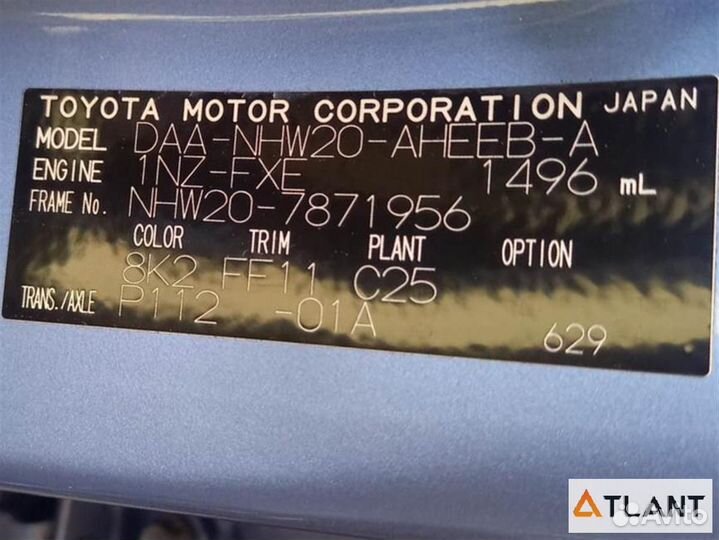 TOYOTA MOTOR CORPORATION JAPAN
MODEL DAA-NHW20-AHEEB-A
ENGINE 1NZ-FXE 1496 mL
FRAME No. NHW20-7871956
COLOR TRIM PLANT OPTION
8K2 FF11 C25
TRANS./AXLE P112 -01A
629
ATLANT
Avito